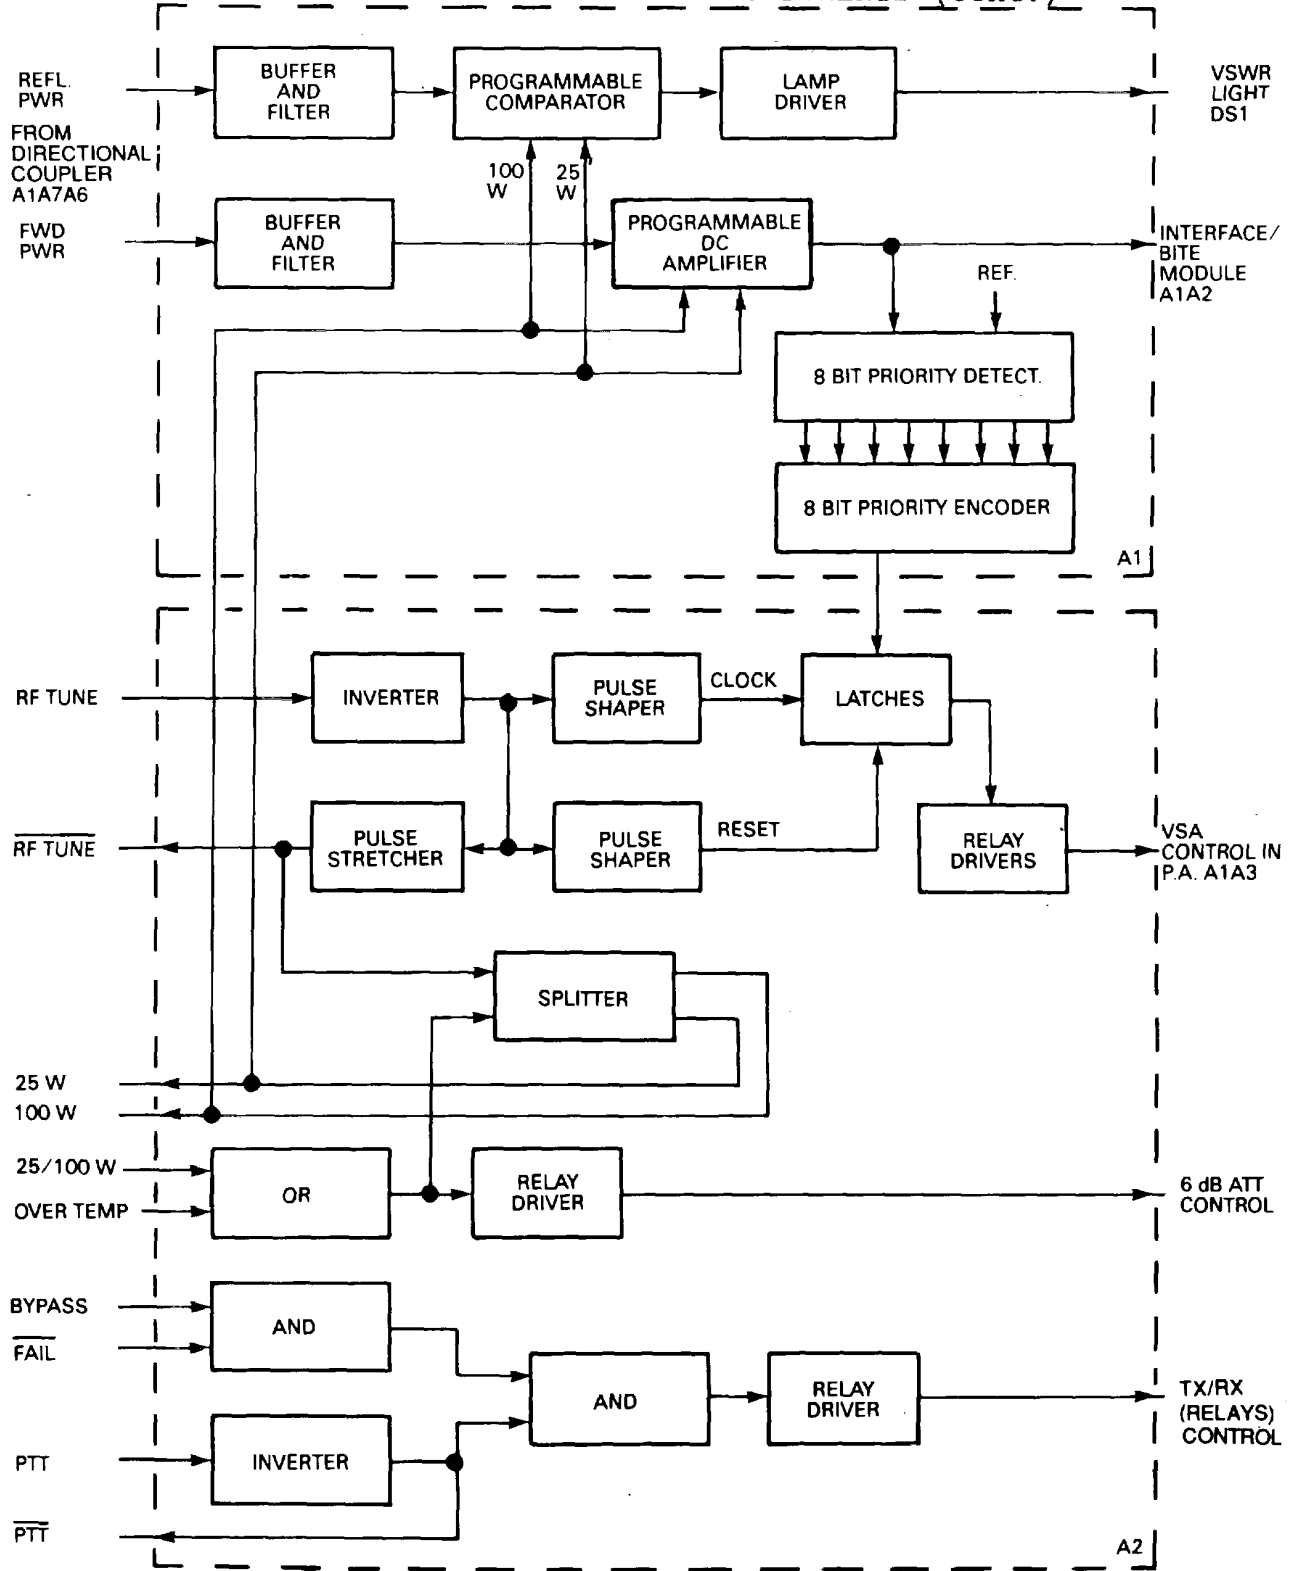 REFL.
PWR
FROM
DIRECTIONAL
COUPLER
A1A7A6
FWD
PWR
BUFFER
AND
FILTER
PROGRAMMABLE
COMPARATOR
LAMP
DRIVER
VSWR
LIGHT
DS1
100
W
25
W
BUFFER
AND
FILTER
PROGRAMMABLE
DC
AMPLIFIER
INTERFACE/
BITE
MODULE
A1A2
REF.
8 BIT PRIORITY DETECT.
8 BIT PRIORITY ENCODER
A1
RF TUNE
INVERTER
PULSE
SHAPER
CLOCK
LATCHES
RF TUNE
PULSE
STRETCHER
PULSE
SHAPER
RESET
RELAY
DRIVERS
VSA
CONTROL IN
P.A. A1A3
SPLITTER
25 W
100 W
25/100 W
OVER TEMP
OR
RELAY
DRIVER
6 dB ATT
CONTROL
BYPASS
FAIL
AND
AND
RELAY
DRIVER
TX/RX
(RELAYS)
CONTROL
PTT
INVERTER
PTT
A2